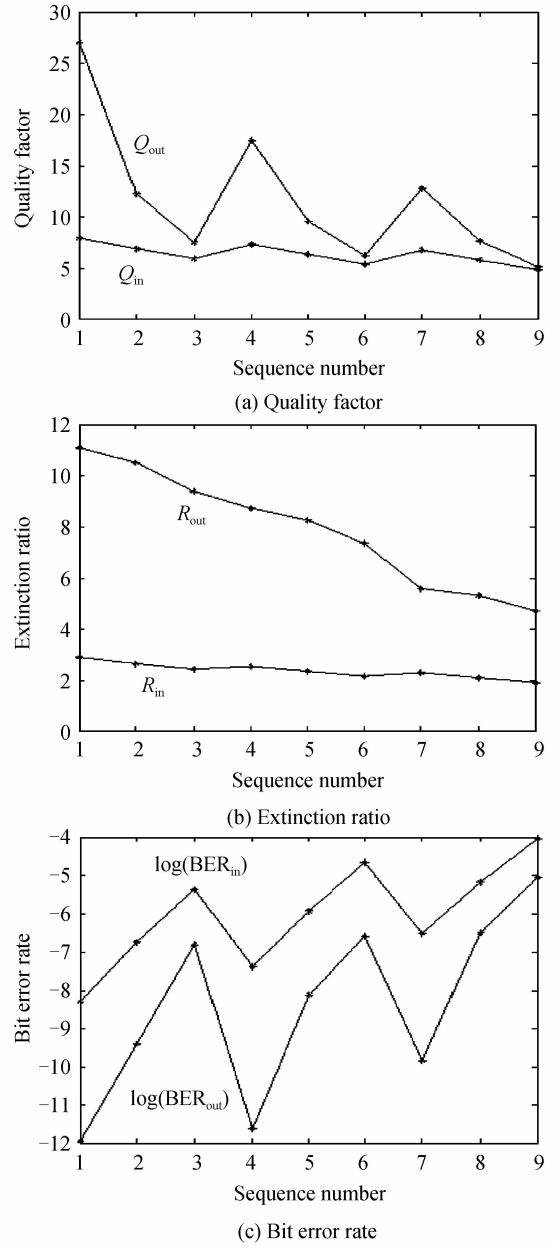 30
25
20
15
10
5
0
Quality factor
Q_out
Q_in
1 2 3 4 5 6 7 8 9
Sequence number
(a) Quality factor
12
10
8
6
4
2
0
Extinction ratio
R_out
R_in
1 2 3 4 5 6 7 8 9
Sequence number
(b) Extinction ratio
−4
−5
−6
−7
−8
−9
−10
−11
−12
Bit error rate
log(BER_in)
log(BER_out)
1 2 3 4 5 6 7 8 9
Sequence number
(c) Bit error rate